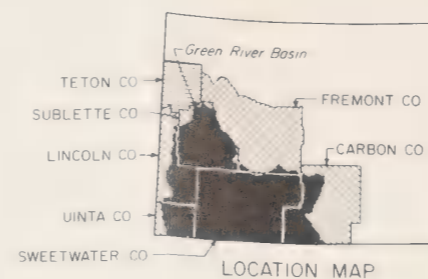 Green River Basin
TETON CO
FREMONT CO
SUBLETTE CO
CARBON CO
LINCOLN CO
UINTA CO
SWEETWATER CO
LOCATION MAP